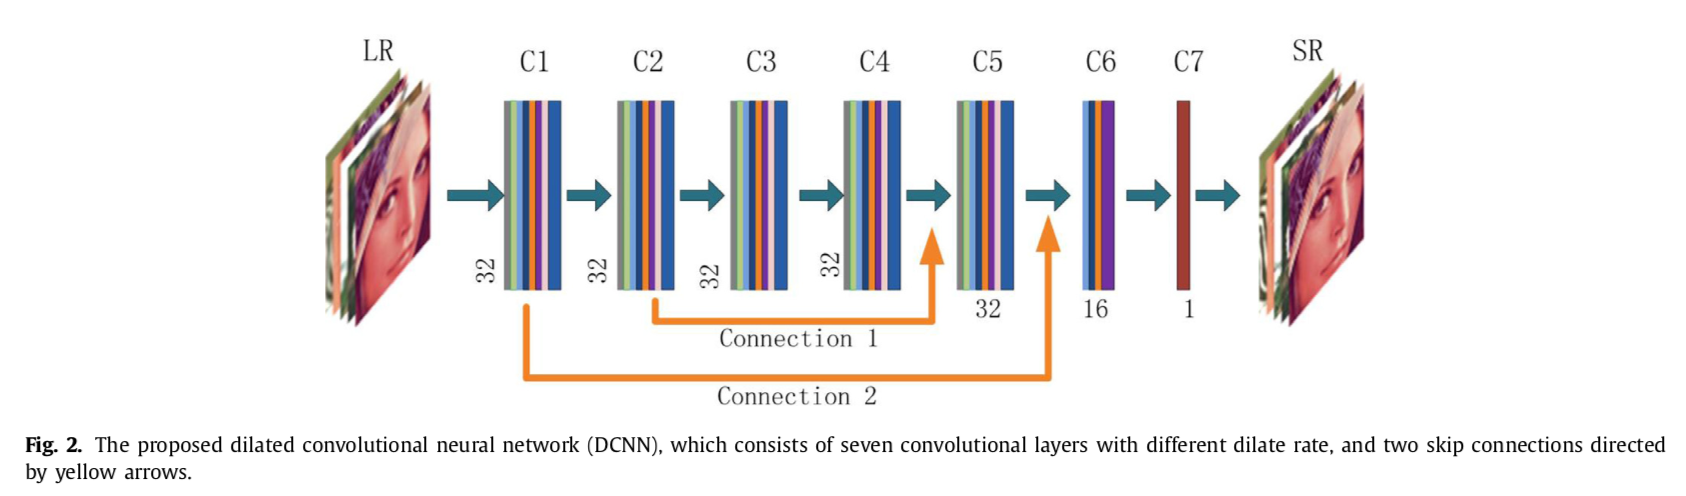 LR C1 C2 C3 C4 C5 C6 C7 SR
32 32 32 32
32 16 1
Connection 1
Connection 2
Fig. 2. The proposed dilated convolutional neural network (DCNN), which consists of seven convolutional layers with different dilate rate, and two skip connections directed
by yellow arrows.